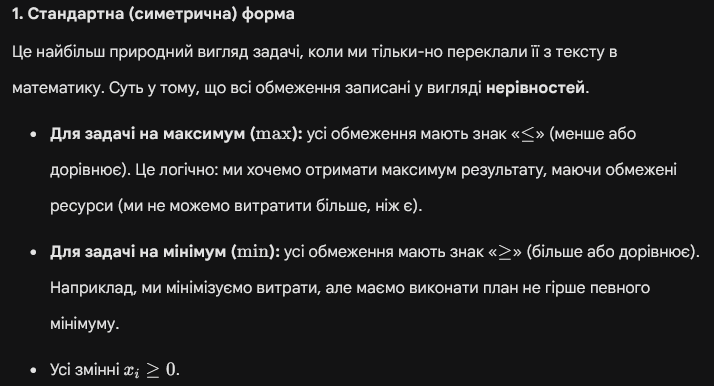 1. Стандартна (симетрична) форма
Це найбільш природний вигляд задачі, коли ми тільки-но переклали її з тексту в
математику. Суть у тому, що всі обмеження записані у вигляді нерівностей.
• Для задачі на максимум (max): усі обмеження мають знак «≤» (менше або
дорівнює). Це логічно: ми хочемо отримати максимум результату, маючи обмежені
ресурси (ми не можемо витратити більше, ніж є).
• Для задачі на мінімум (min): усі обмеження мають знак «≥» (більше або дорівнює).
Наприклад, ми мінімізуємо витрати, але маємо виконати план не гірше певного
мінімуму.
• Усі змінні xᵢ ≥ 0.